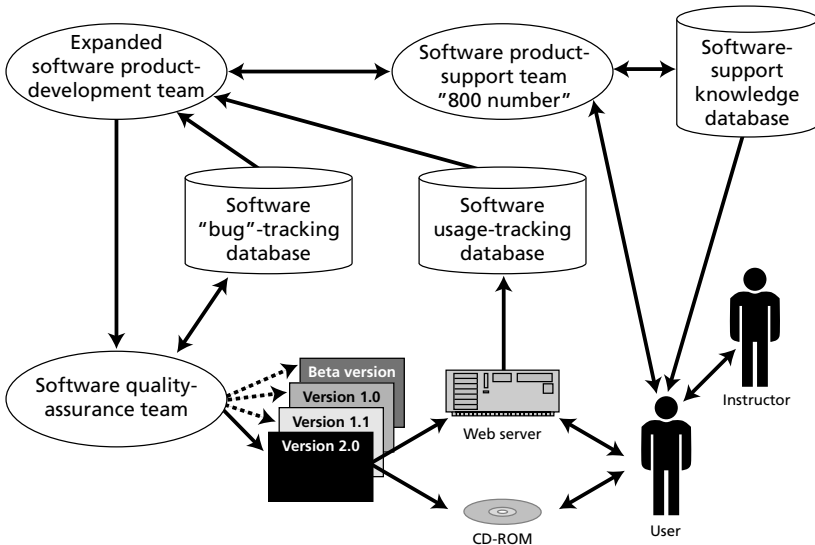 Expanded
software product-
development team
Software product-
support team
"800 number"
Software-
support
knowledge
database
Software
"bug"-tracking
database
Software
usage-tracking
database
Software quality-
assurance team
Beta version
Version 1.0
Version 1.1
Version 2.0
Web server
CD-ROM
User
Instructor